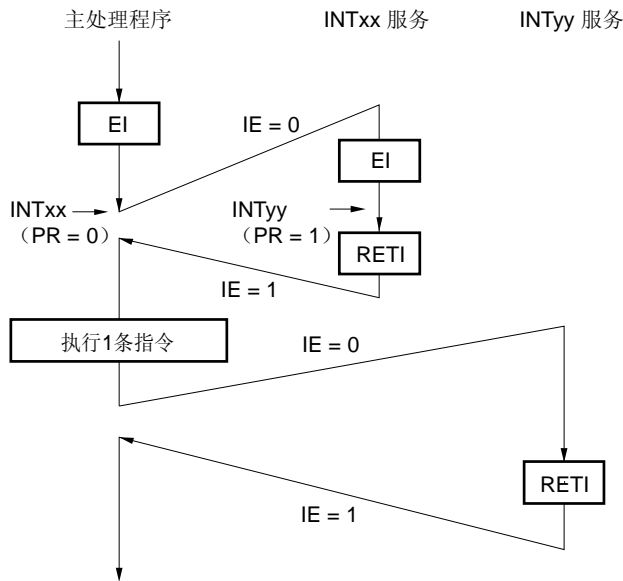 主处理程序
INTxx 服务
INTyy 服务
EI
IE = 0
EI
INTxx
（PR = 0）
INTyy
（PR = 1）
RETI
IE = 1
执行1条指令
IE = 0
RETI
IE = 1